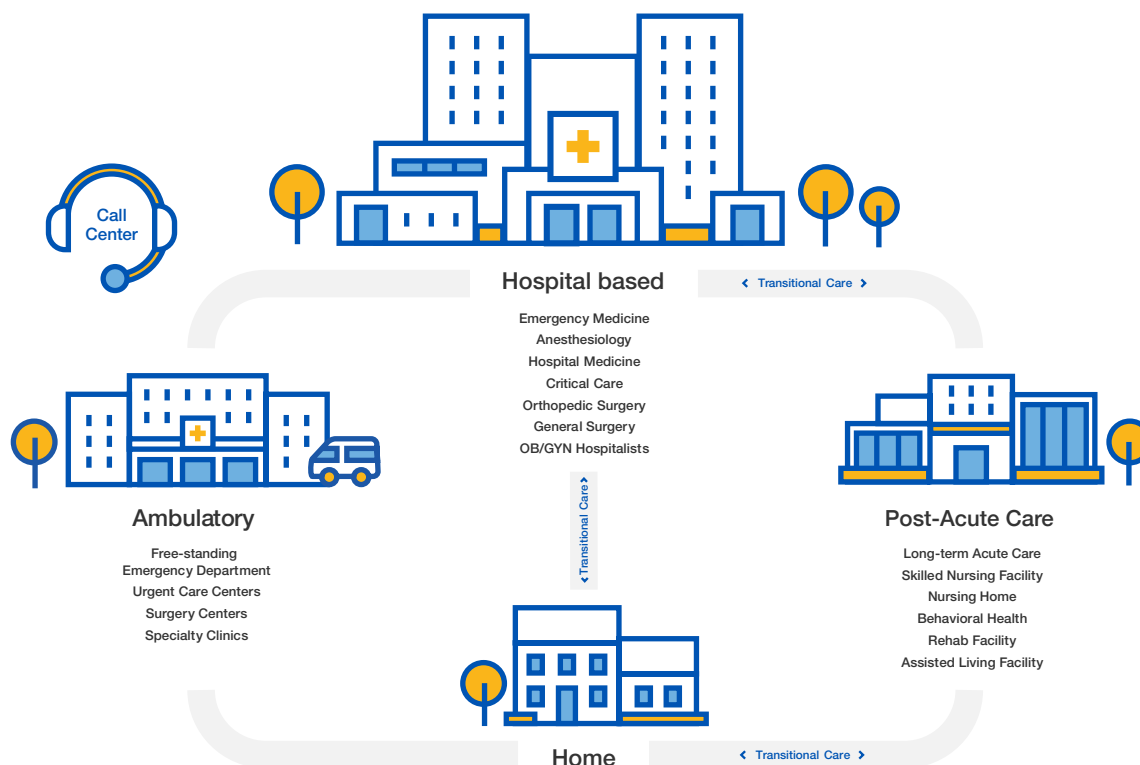 Call
Center
Hospital based
‹ Transitional Care ›
Emergency Medicine
Anesthesiology
Hospital Medicine
Critical Care
Orthopedic Surgery
General Surgery
OB/GYN Hospitalists
‹ Transitional Care ›
Ambulatory
Free-standing
Emergency Department
Urgent Care Centers
Surgery Centers
Specialty Clinics
Post-Acute Care
Long-term Acute Care
Skilled Nursing Facility
Nursing Home
Behavioral Health
Rehab Facility
Assisted Living Facility
Home
‹ Transitional Care ›